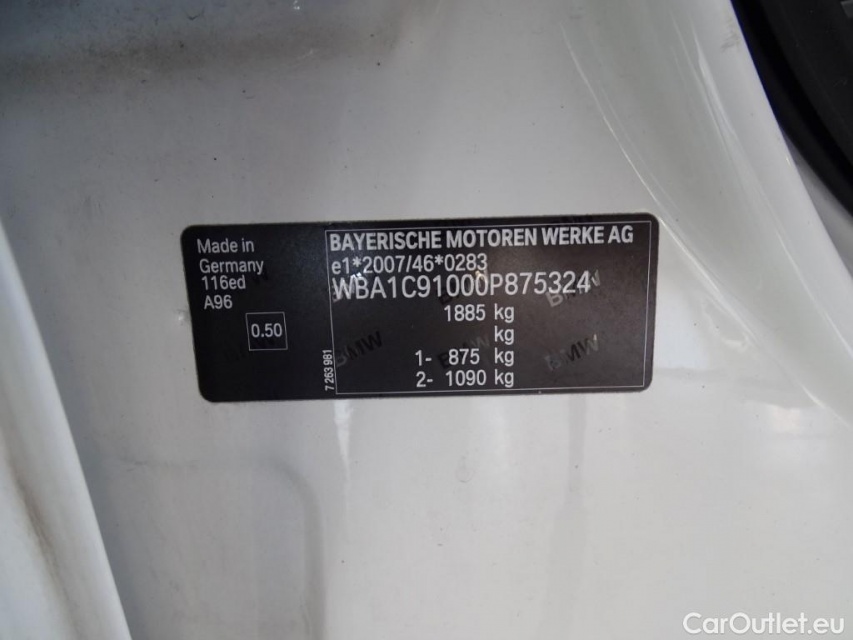 Made in
Germany
116ed
A96
0.50
7 263 981
BAYERISCHE MOTOREN WERKE AG
e1*2007/46*0283
WBA1C91000P875324
1885 kg
kg
1- 875 kg
2- 1090 kg
BMW
BMW
BMW
CarOutlet.eu